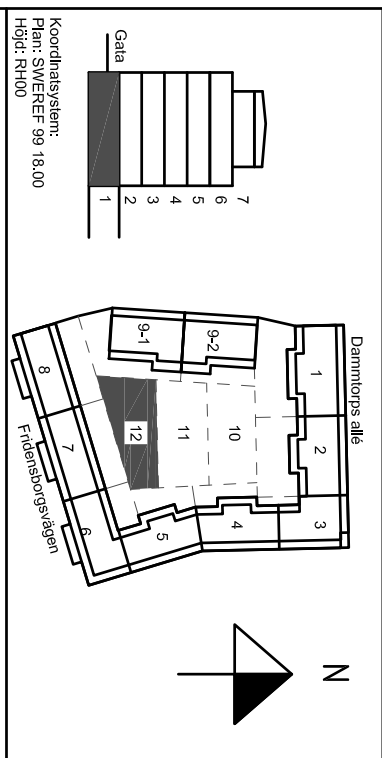 Gata
1
2
3
4
5
6
7
Koordinatsystem:
Plan: SWEREF 99 18.00
Höjd: RH00
Dammtorps allé
1
2
3
9-1
9-2
10
11
12
4
5
6
7
8
Fridensborgsvägen
N